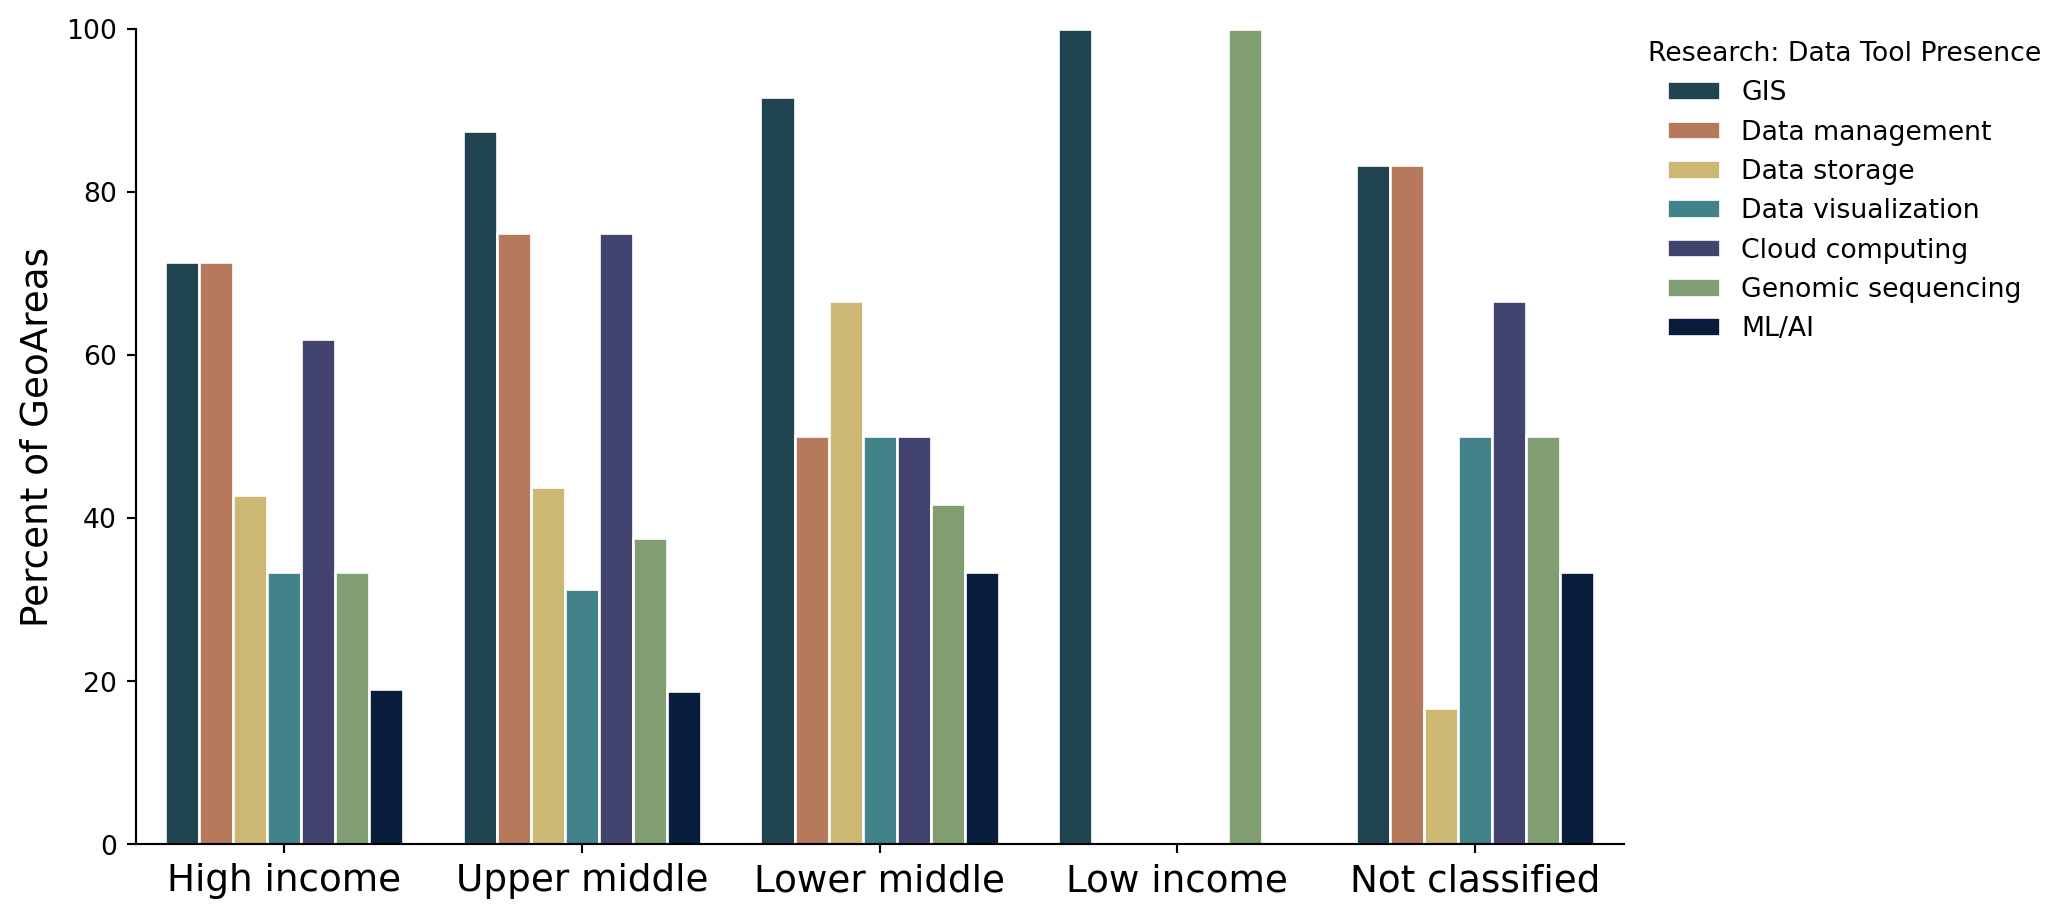 Percent of GeoAreas
100
80
60
40
20
0
High income
Upper middle
Lower middle
Low income
Not classified
Research: Data Tool Presence
GIS
Data management
Data storage
Data visualization
Cloud computing
Genomic sequencing
ML/AI